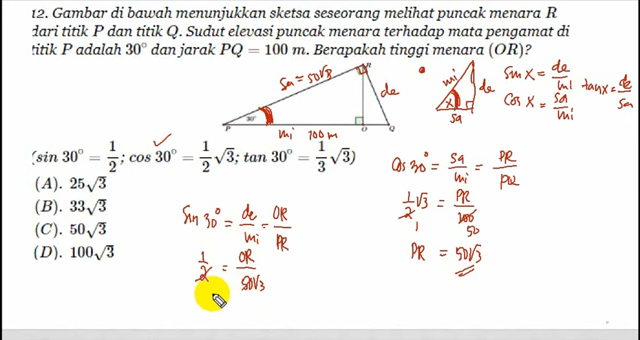 12. Gambar di bawah menunjukkan sketsa seseorang melihat puncak menara R
dari titik P dan titik Q. Sudut elevasi puncak menara terhadap mata pengamat di
titik P adalah 30° dan jarak PQ = 100 m. Berapakah tinggi menara (OR)?
R
sa = 50√3
de
30°
P
O
Q
mi 100 m
mi
de
x
sa
sin x = de/mi
cos x = sa/mi
tan x = de/sa
(sin 30° = 1/2; cos 30° = 1/2 √3; tan 30° = 1/3 √3)
(A). 25√3
(B). 33√3
(C). 50√3
(D). 100√3
sin 30° = de/mi = OR/PR
1/2 = OR/50√3
cos 30° = sa/mi = PR/PQ
1/2 √3 = PR/100
1
50
PR = 50√3